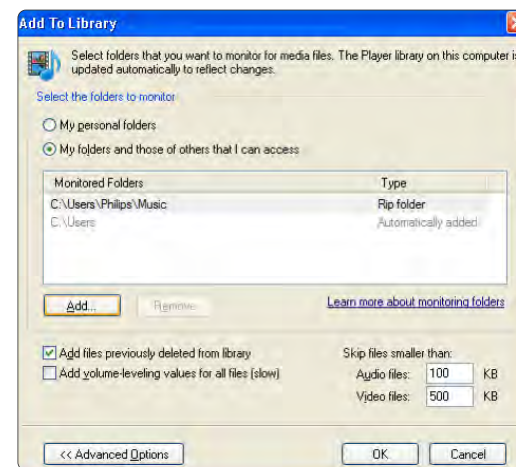 Add To Library
Select folders that you want to monitor for media files. The Player library on this computer is
updated automatically to reflect changes.
Select the folders to monitor
My personal folders
My folders and those of others that I can access
Monitored Folders Type
C:\Users\Philips\Music Rip folder
C:\Users Automatically added
Add... Remove Learn more about monitoring folders
Add files previously deleted from library Skip files smaller than:
Add volume-leveling values for all files (slow) Audio files: 100 KB
Video files: 500 KB
<< Advanced Options OK Cancel